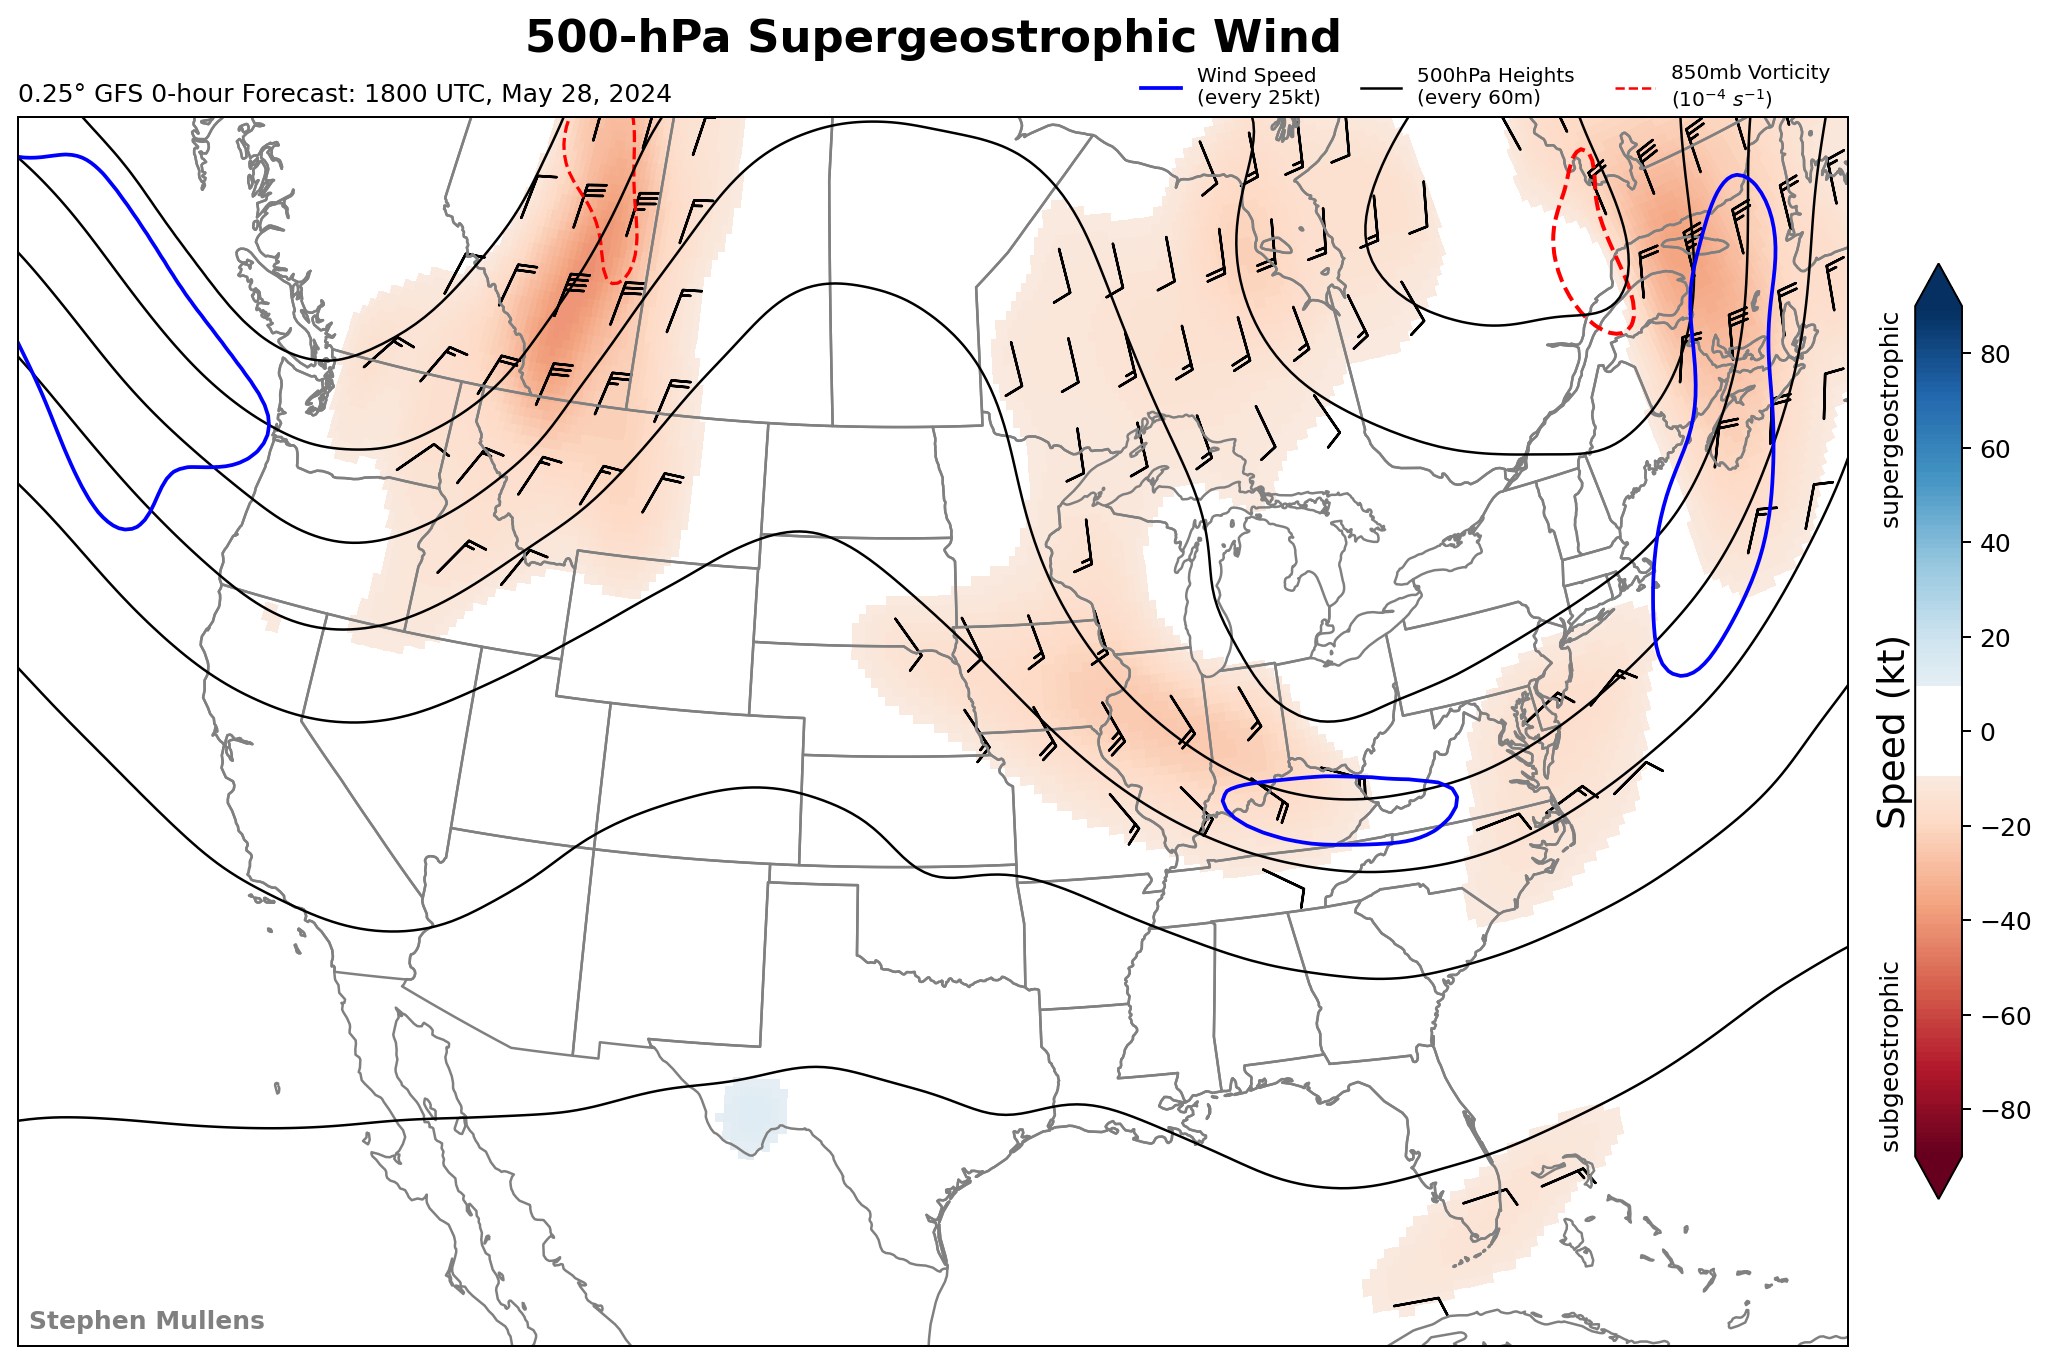 500-hPa Supergeostrophic Wind
0.25° GFS 0-hour Forecast: 1800 UTC, May 28, 2024
Wind Speed
(every 25kt)
500hPa Heights
(every 60m)
850mb Vorticity
(10⁻⁴ s⁻¹)
supergeostrophic
Speed (kt)
subgeostrophic
80
60
40
20
0
−20
−40
−60
−80
Stephen Mullens